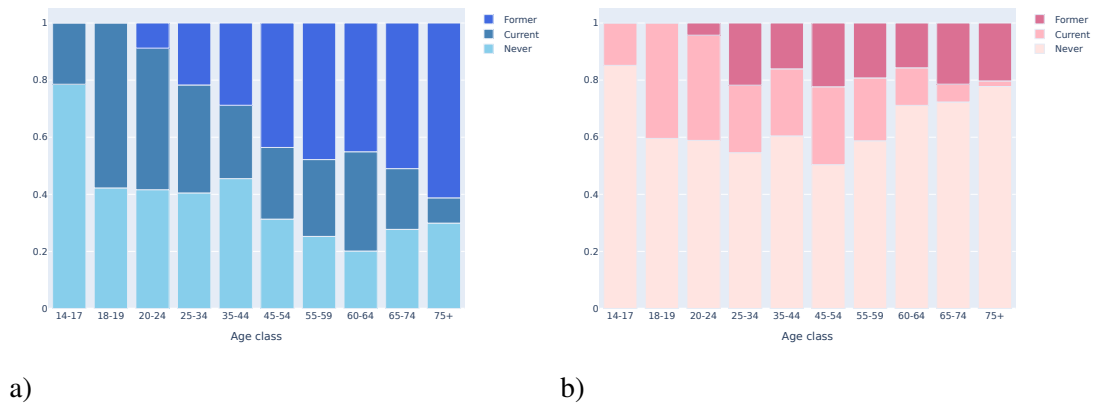 1
0.8
0.6
0.4
0.2
0
14-17 18-19 20-24 25-34 35-44 45-54 55-59 60-64 65-74 75+
Age class
Former
Current
Never
a)
1
0.8
0.6
0.4
0.2
0
14-17 18-19 20-24 25-34 35-44 45-54 55-59 60-64 65-74 75+
Age class
Former
Current
Never
b)